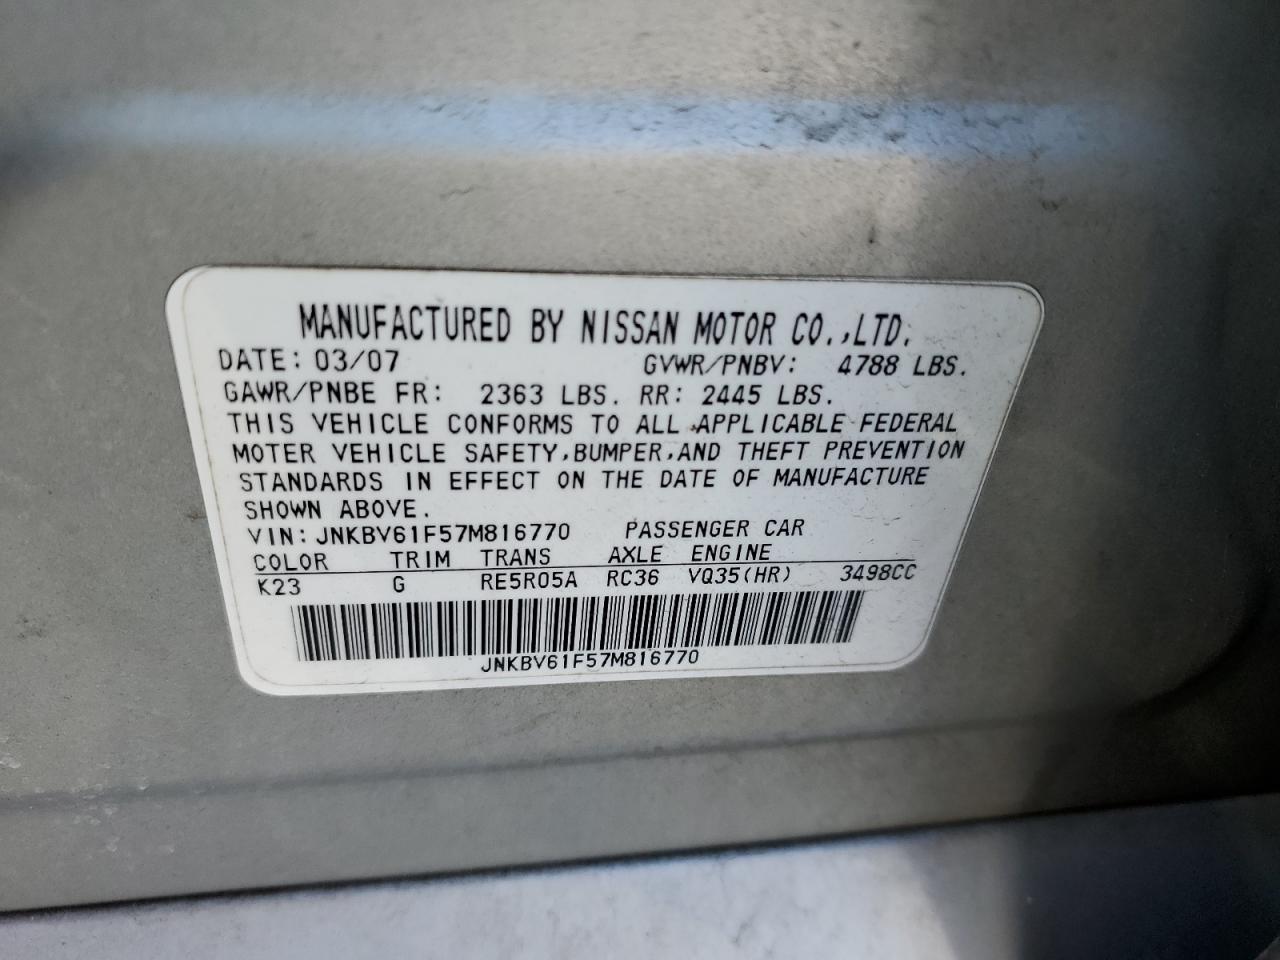 MANUFACTURED BY NISSAN MOTOR CO.,LTD.
DATE: 03/07 GVWR/PNBV: 4788 LBS.
GAWR/PNBE FR: 2363 LBS. RR: 2445 LBS.
THIS VEHICLE CONFORMS TO ALL APPLICABLE FEDERAL
MOTER VEHICLE SAFETY,BUMPER,AND THEFT PREVENTION
STANDARDS IN EFFECT ON THE DATE OF MANUFACTURE
SHOWN ABOVE.
VIN: JNKBV61F57M816770 PASSENGER CAR
COLOR TRIM TRANS AXLE ENGINE
K23 G RE5R05A RC36 VQ35(HR) 3498CC
JNKBV61F57M816770